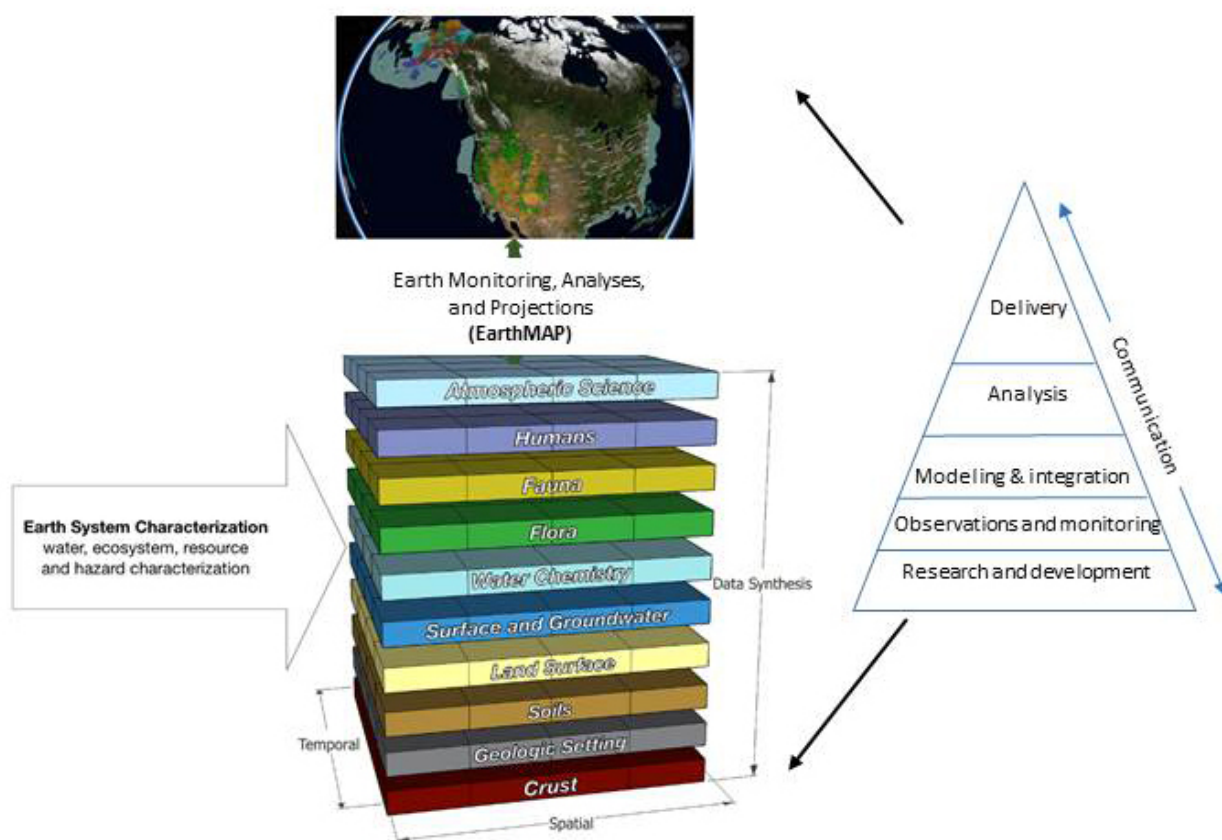 Earth Monitoring, Analyses,
and Projections
(EarthMAP)
Atmospheric Science
Humans
Fauna
Flora
Water Chemistry
Surface and Groundwater
Land Surface
Soils
Geologic Setting
Crust
Earth System Characterization
water, ecosystem, resource
and hazard characterization
Temporal
Spatial
Data Synthesis
Delivery
Analysis
Modeling & integration
Observations and monitoring
Research and development
Communication